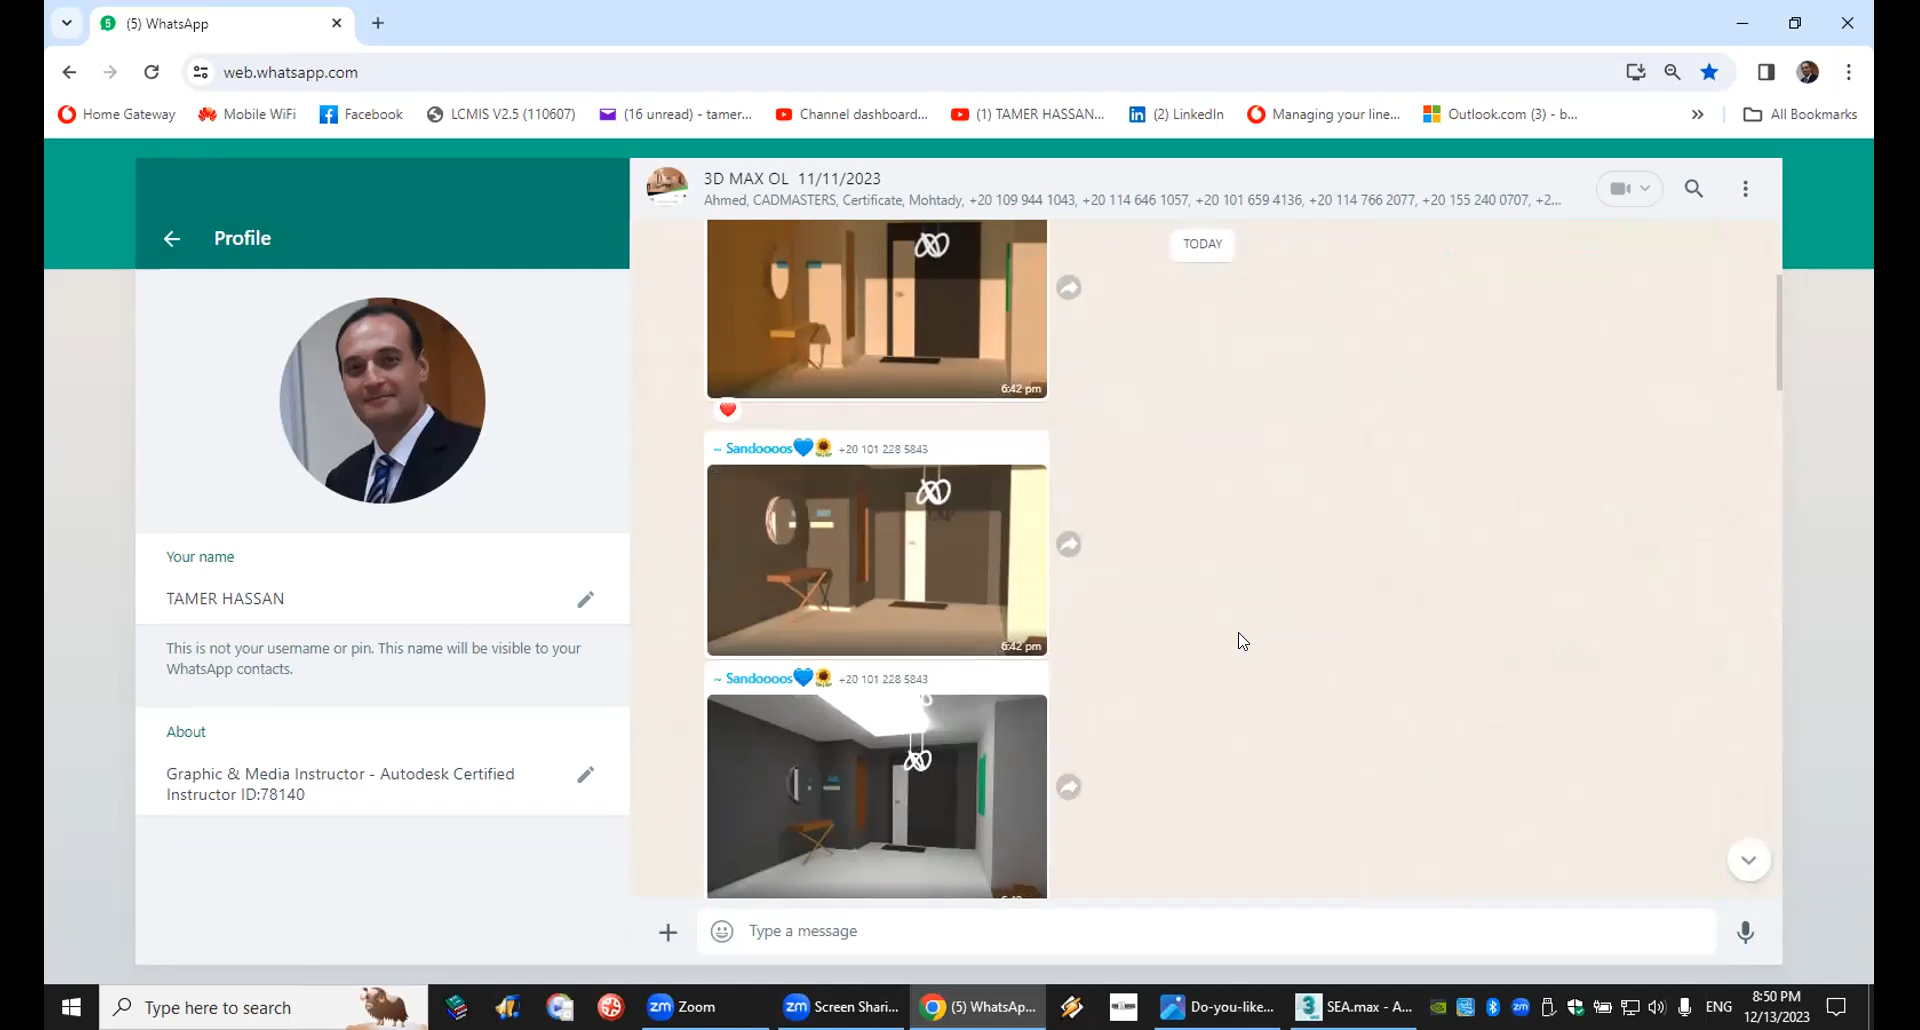 (5) WhatsApp
web.whatsapp.com
Home Gateway
Mobile WiFi
Facebook
LCMIS V2.5 (110607)
(16 unread) - tamer...
Channel dashboard...
(1) TAMER HASSAN...
(2) LinkedIn
Managing your line...
Outlook.com (3) - b...
»
All Bookmarks
Profile
Your name
TAMER HASSAN
This is not your username or pin. This name will be visible to your
WhatsApp contacts.
About
Graphic & Media Instructor - Autodesk Certified
Instructor ID:78140
3D MAX OL 11/11/2023
Ahmed, CADMASTERS, Certificate, Mohtady, +20 109 944 1043, +20 114 646 1057, +20 101 659 4136, +20 114 766 2077, +20 155 240 0707, +2...
TODAY
6:42 pm
~ Sandoooos💙🌻 +20 101 228 5843
6:42 pm
~ Sandoooos💙🌻 +20 101 228 5843
Type a message
Type here to search
zm Zoom
zm Screen Shari...
(5) WhatsAp...
Do-you-like...
3 SEA.max - A...
zm
ENG
8:50 PM
12/13/2023